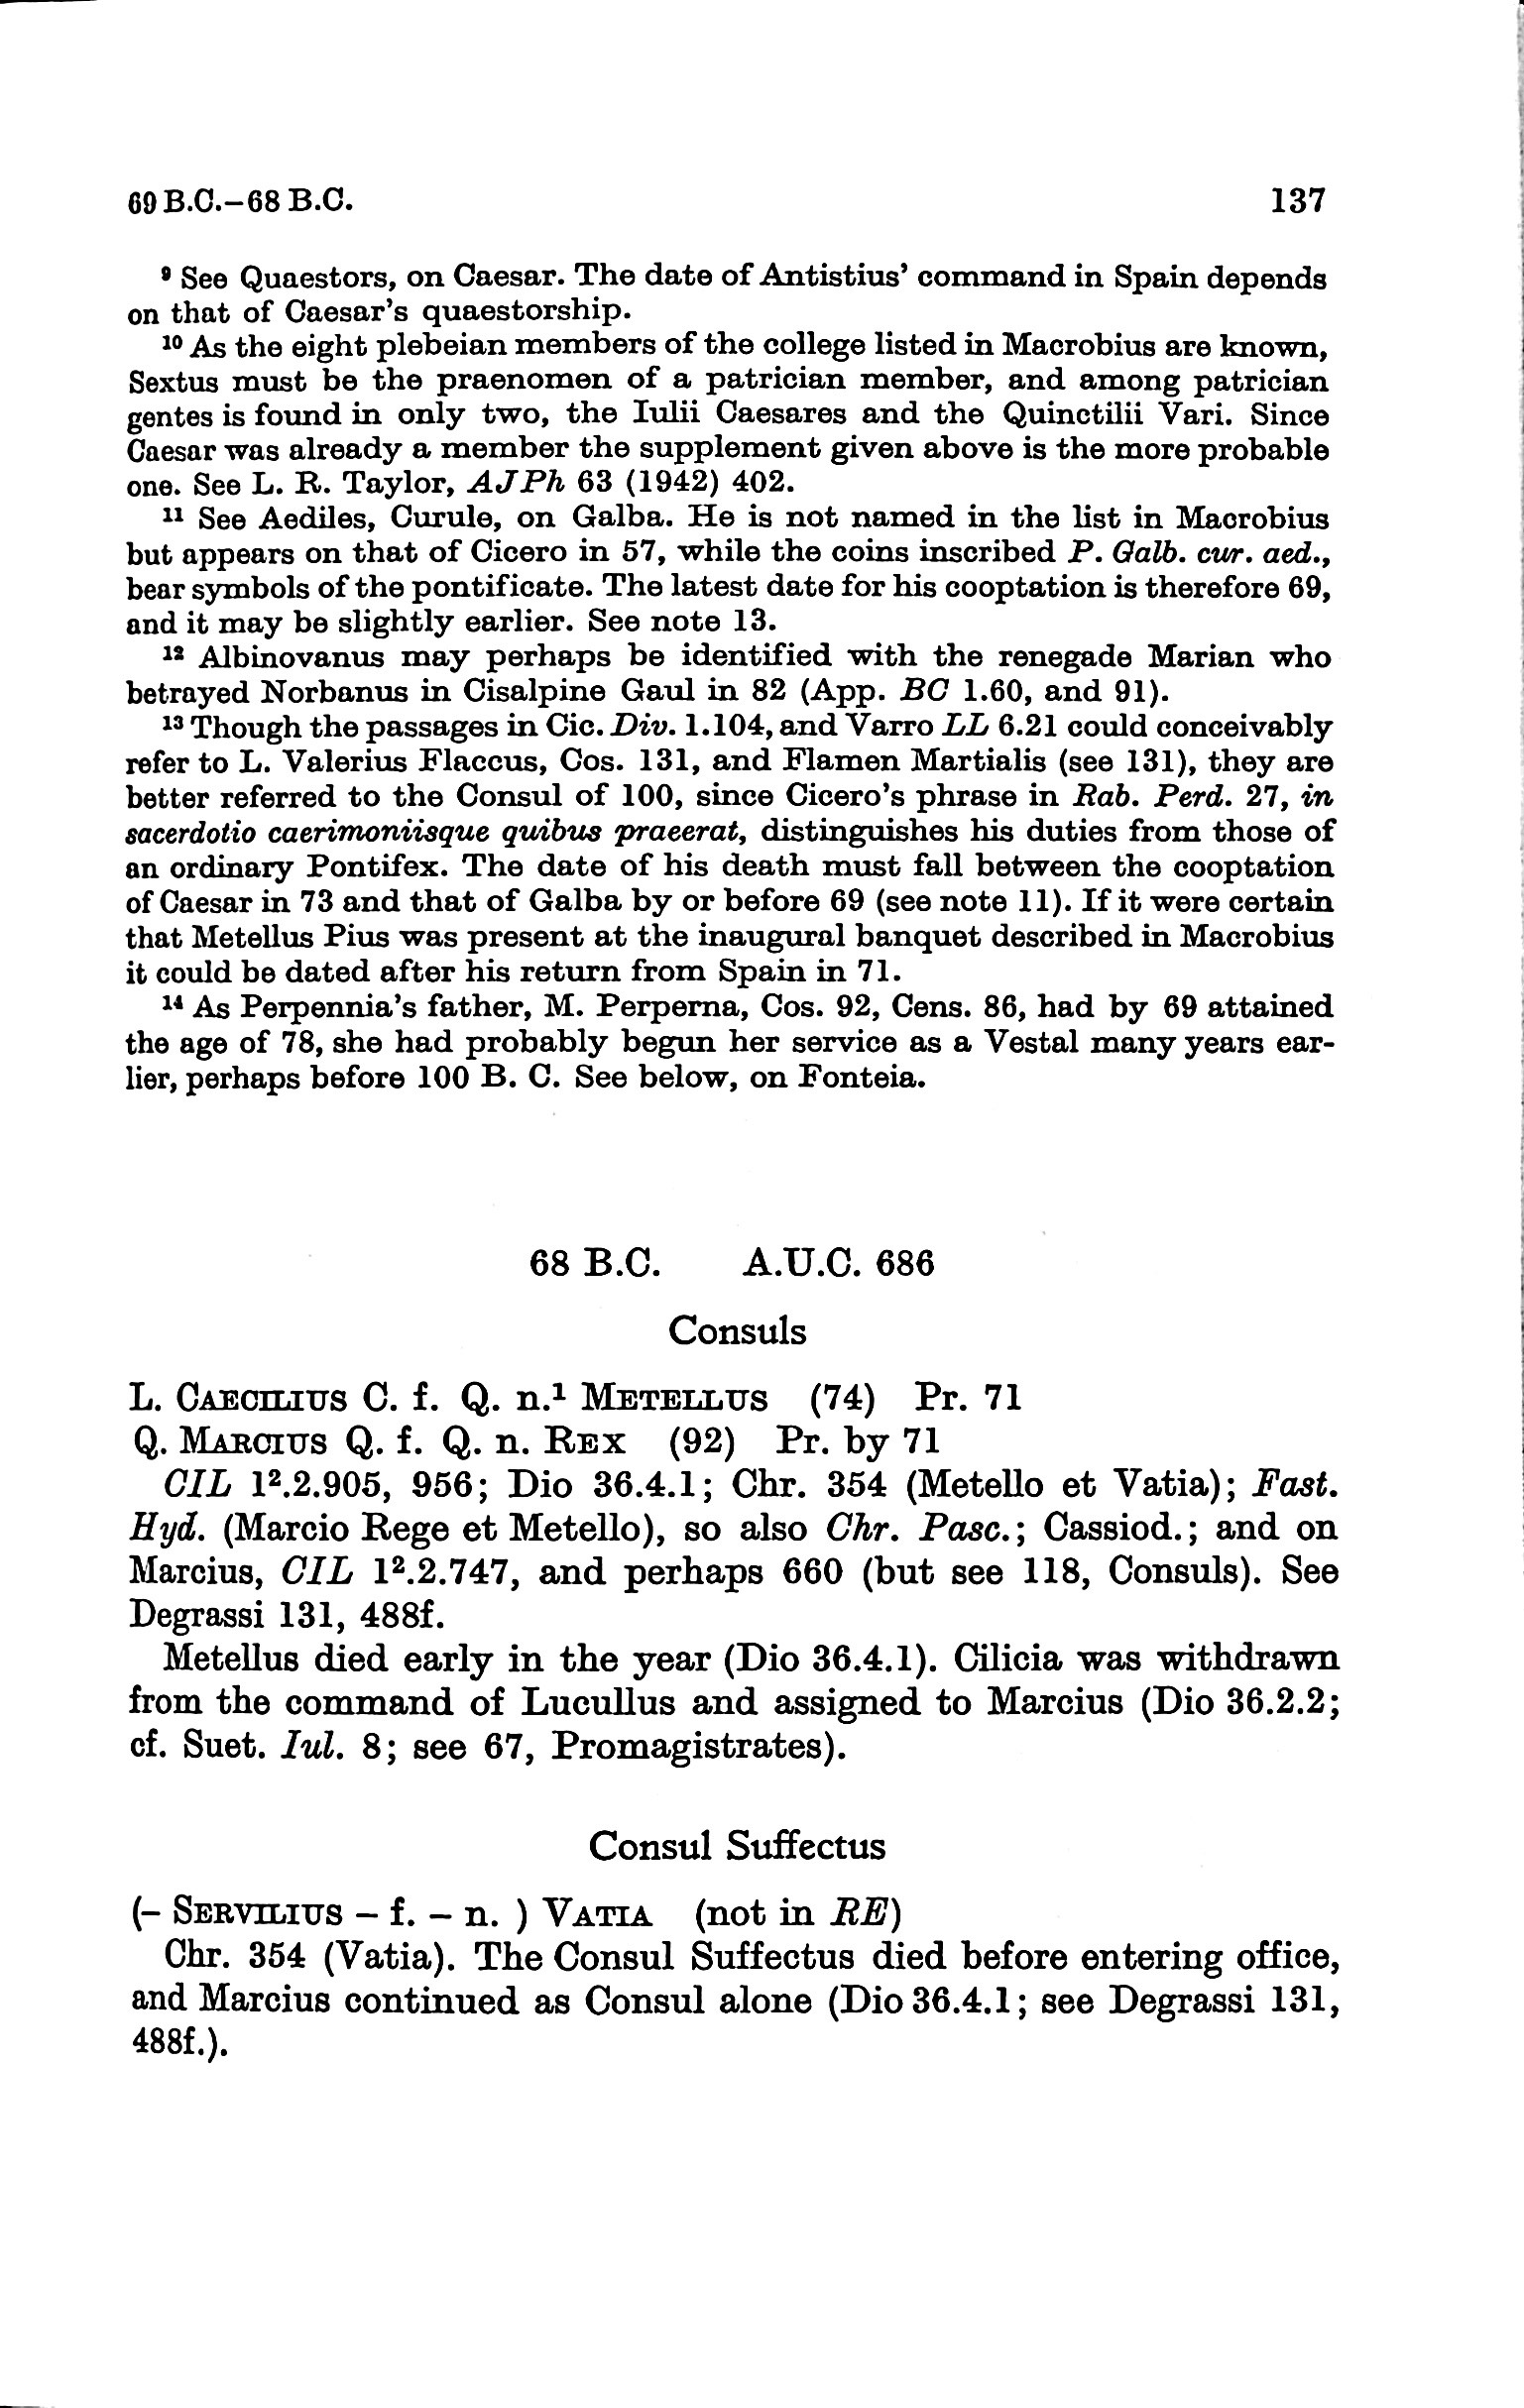 69 B.C.–68 B.C. 137
⁹ See Quaestors, on Caesar. The date of Antistius’ command in Spain depends
on that of Caesar’s quaestorship.
¹⁰ As the eight plebeian members of the college listed in Macrobius are known,
Sextus must be the praenomen of a patrician member, and among patrician
gentes is found in only two, the Iulii Caesares and the Quinctilii Vari. Since
Caesar was already a member the supplement given above is the more probable
one. See L. R. Taylor, AJPh 63 (1942) 402.
¹¹ See Aediles, Curule, on Galba. He is not named in the list in Macrobius
but appears on that of Cicero in 57, while the coins inscribed P. Galb. cur. aed.,
bear symbols of the pontificate. The latest date for his cooptation is therefore 69,
and it may be slightly earlier. See note 13.
¹² Albinovanus may perhaps be identified with the renegade Marian who
betrayed Norbanus in Cisalpine Gaul in 82 (App. BC 1.60, and 91).
¹³ Though the passages in Cic. Div. 1.104, and Varro LL 6.21 could conceivably
refer to L. Valerius Flaccus, Cos. 131, and Flamen Martialis (see 131), they are
better referred to the Consul of 100, since Cicero’s phrase in Rab. Perd. 27, in
sacerdotio caerimoniisque quibus praeerat, distinguishes his duties from those of
an ordinary Pontifex. The date of his death must fall between the cooptation
of Caesar in 73 and that of Galba by or before 69 (see note 11). If it were certain
that Metellus Pius was present at the inaugural banquet described in Macrobius
it could be dated after his return from Spain in 71.
¹⁴ As Perpennia’s father, M. Perperna, Cos. 92, Cens. 86, had by 69 attained
the age of 78, she had probably begun her service as a Vestal many years ear-
lier, perhaps before 100 B. C. See below, on Fonteia.
68 B.C. A.U.C. 686
Consuls
L. CAECILIUS C. f. Q. n.¹ METELLUS (74) Pr. 71
Q. MARCIUS Q. f. Q. n. REX (92) Pr. by 71
CIL 1².2.905, 956; Dio 36.4.1; Chr. 354 (Metello et Vatia); Fast.
Hyd. (Marcio Rege et Metello), so also Chr. Pasc.; Cassiod.; and on
Marcius, CIL 1².2.747, and perhaps 660 (but see 118, Consuls). See
Degrassi 131, 488f.
Metellus died early in the year (Dio 36.4.1). Cilicia was withdrawn
from the command of Lucullus and assigned to Marcius (Dio 36.2.2;
cf. Suet. Iul. 8; see 67, Promagistrates).
Consul Suffectus
(– SERVILIUS – f. – n. ) VATIA (not in RE)
Chr. 354 (Vatia). The Consul Suffectus died before entering office,
and Marcius continued as Consul alone (Dio 36.4.1; see Degrassi 131,
488f.).